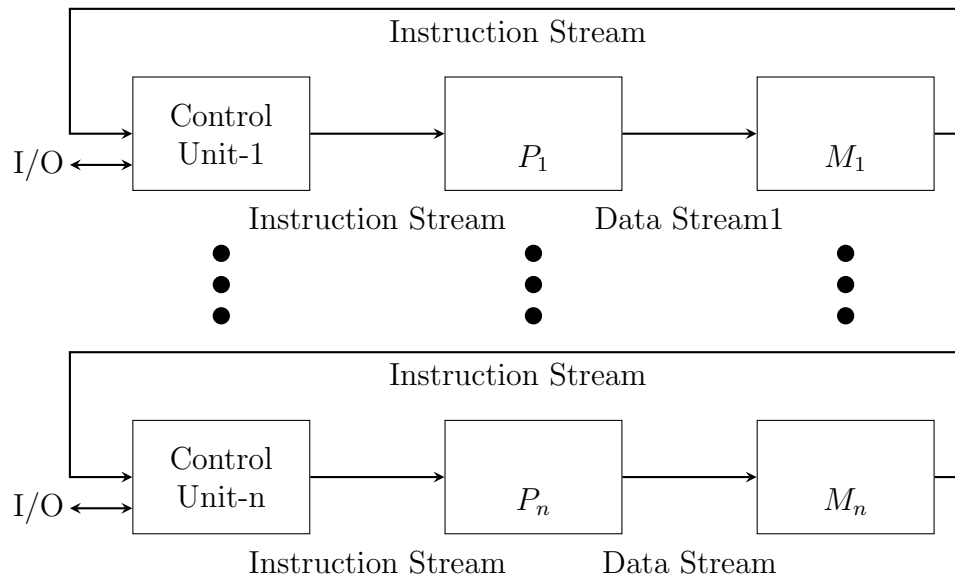 Instruction Stream
Control
Unit-1
I/O
P₁
M₁
Instruction Stream
Data Stream1
Instruction Stream
Control
Unit-n
I/O
Pₙ
Mₙ
Instruction Stream
Data Stream